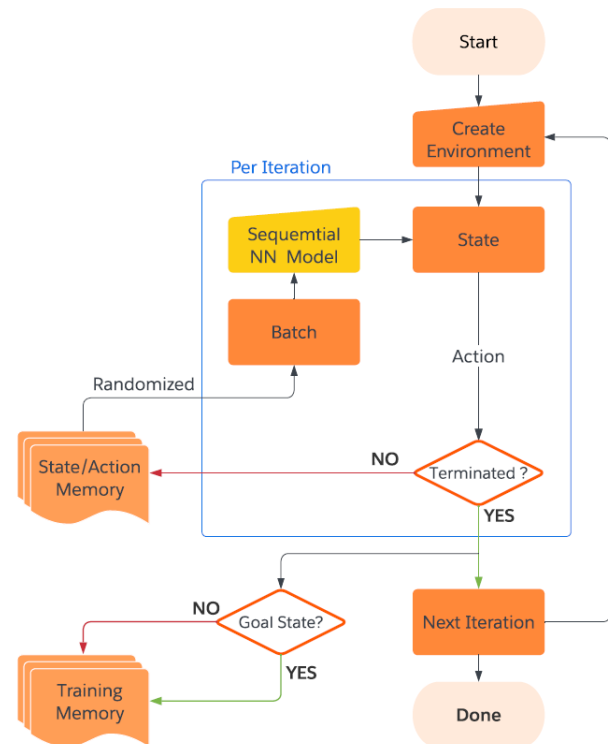 Start
Create
Environment
Per Iteration
Sequemtial
NN Model
State
Batch
Action
Randomized
State/Action
Memory
NO
Terminated ?
YES
NO
Goal State?
YES
Next Iteration
Training
Memory
Done